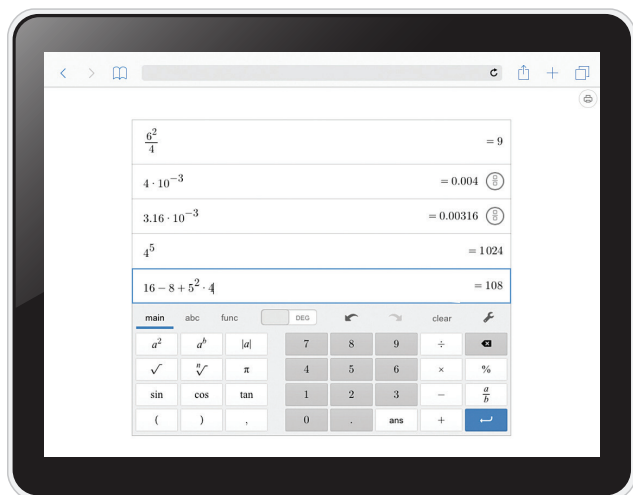 6²/4 = 9
4 · 10⁻³ = 0.004
3.16 · 10⁻³ = 0.00316
4⁵ = 1024
16 − 8 + 5² · 4 = 108
main abc func DEG clear
a² aᵇ |a| 7 8 9 ÷
√ ⁿ√ π 4 5 6 × %
sin cos tan 1 2 3 − a/b
( ) , 0 . ans +